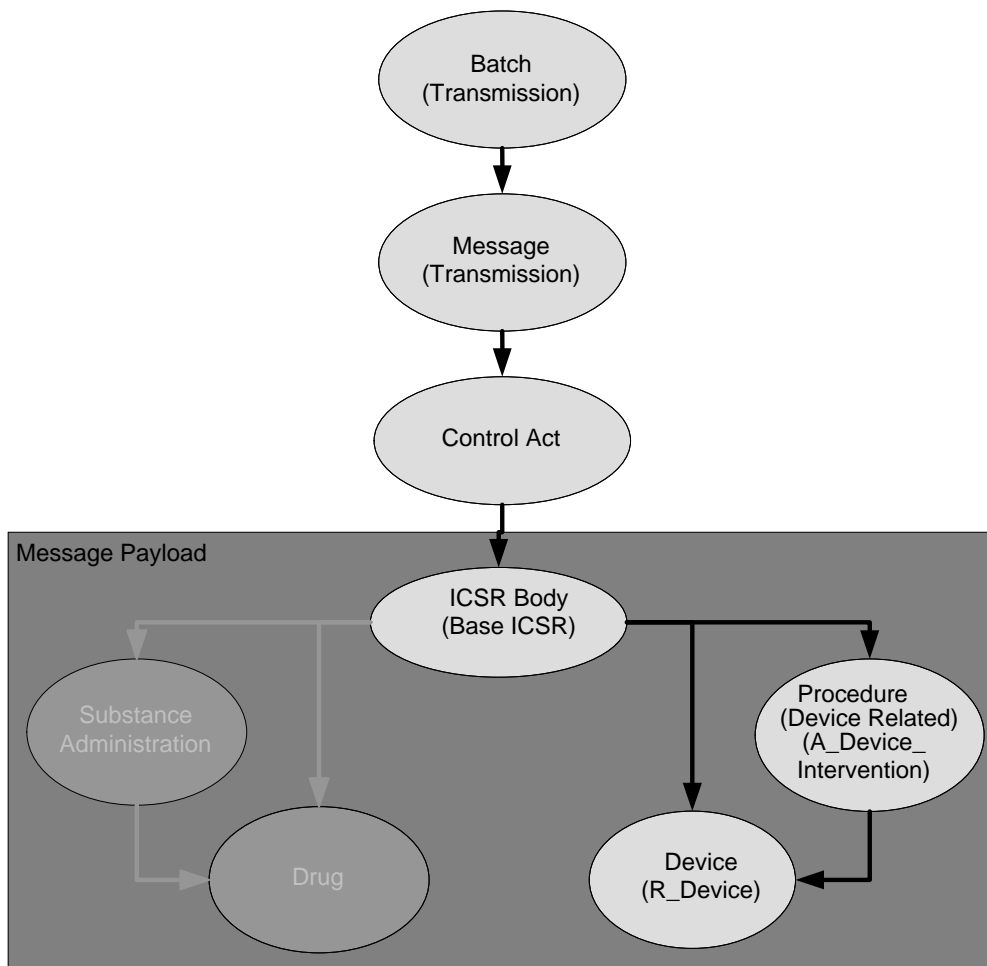 Batch
(Transmission)
Message
(Transmission)
Control Act
Message Payload
ICSR Body
(Base ICSR)
Substance
Administration
Procedure
(Device Related)
(A_Device_
Intervention)
Drug
Device
(R_Device)